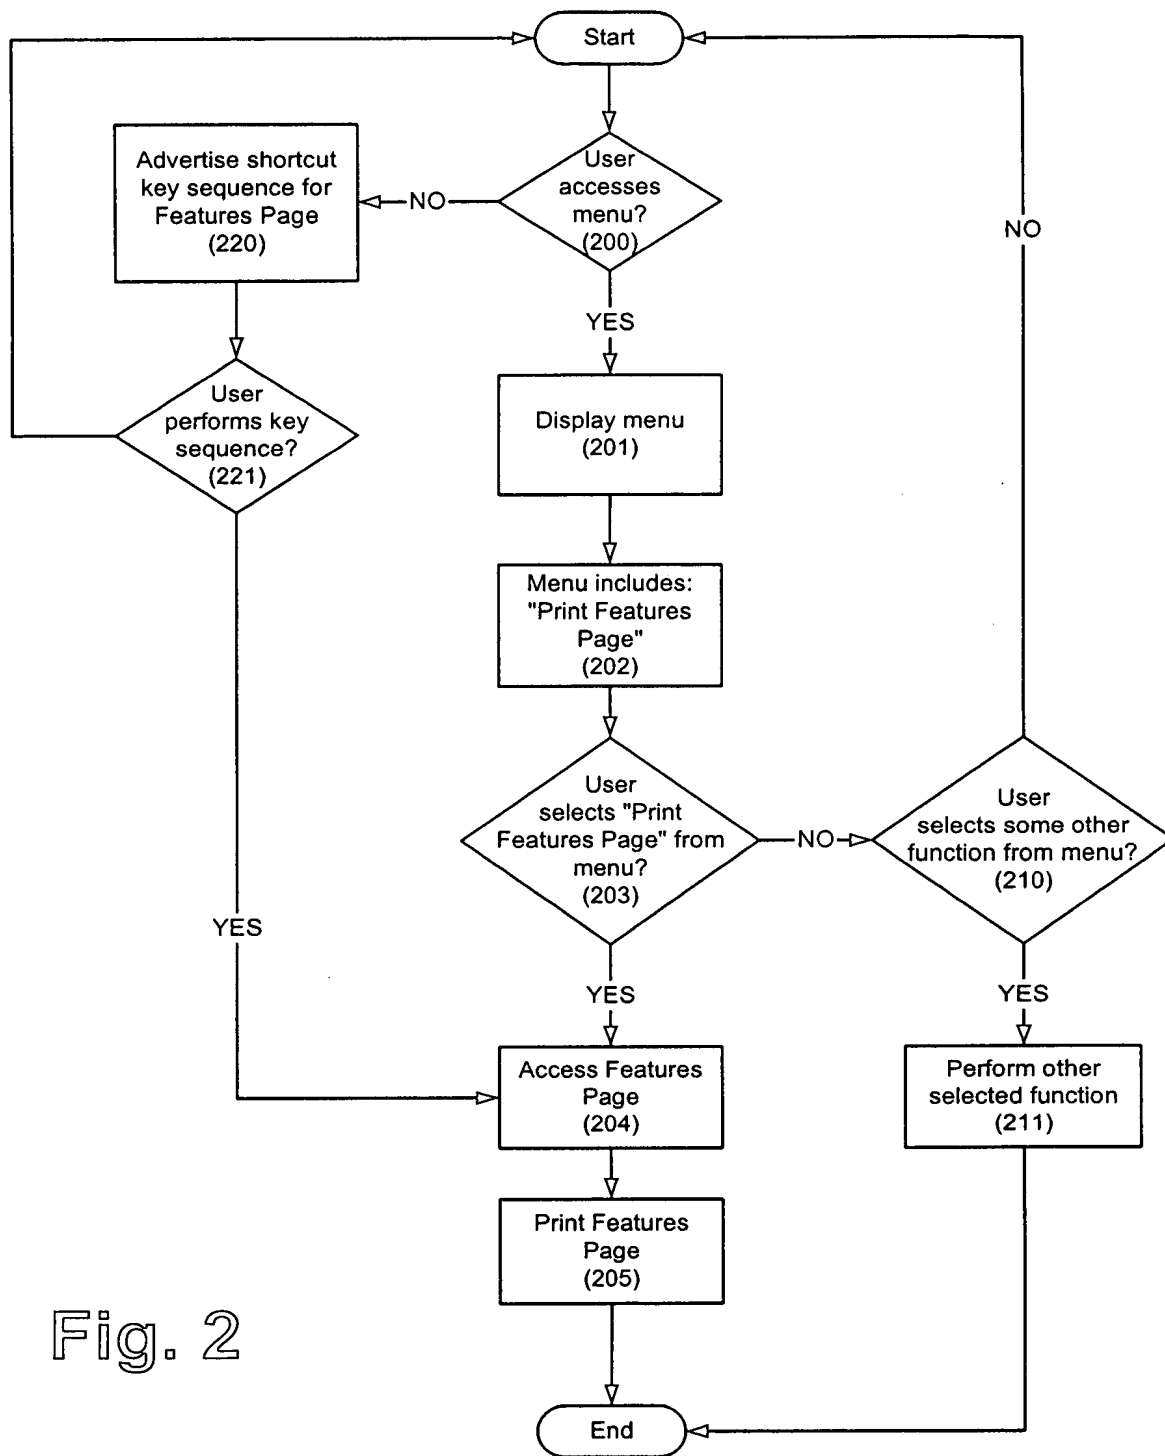 Start
User
accesses
menu?
(200)
NO
Advertise shortcut
key sequence for
Features Page
(220)
NO
YES
User
performs key
sequence?
(221)
Display menu
(201)
Menu includes:
"Print Features
Page"
(202)
User
selects "Print
Features Page" from
menu?
(203)
NO
User
selects some other
function from menu?
(210)
YES
YES
YES
Access Features
Page
(204)
Perform other
selected function
(211)
Print Features
Page
(205)
Fig. 2
End